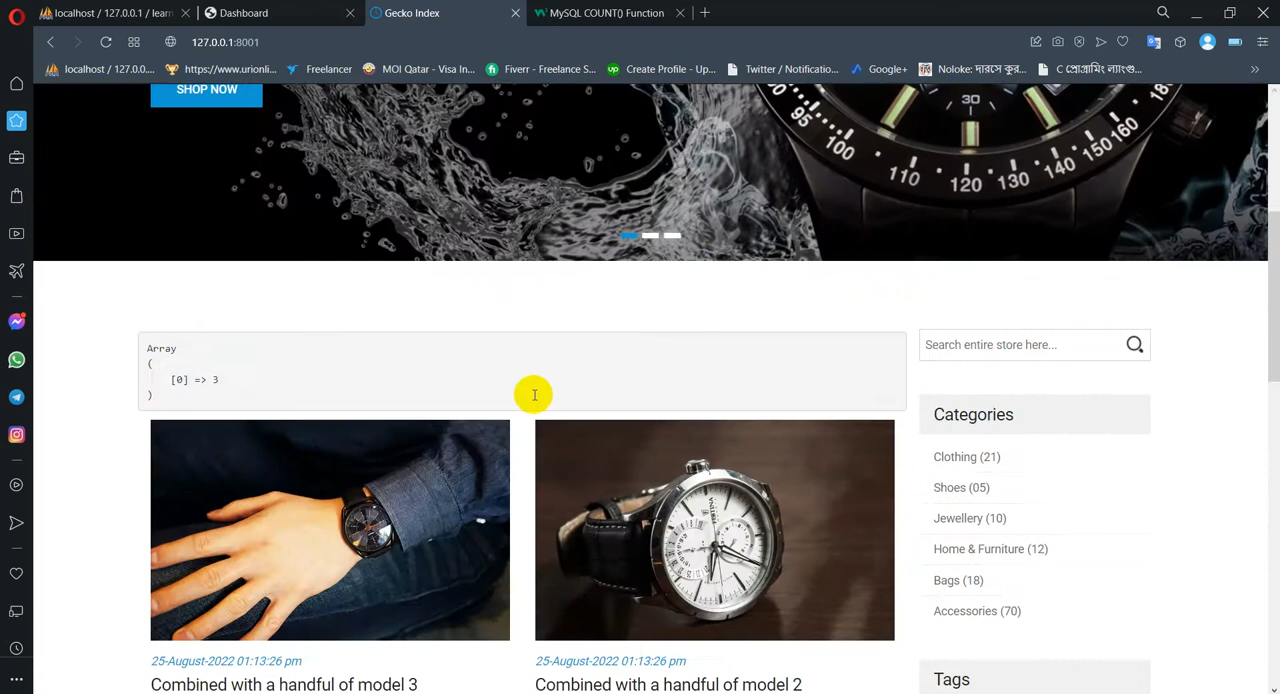 localhost / 127.0.0.1 / learn
Dashboard
Gecko Index
MySQL COUNT() Function
127.0.0.1:8001
localhost / 127.0.0....
https://www.urionli...
Freelancer
MOI Qatar - Visa In...
Fiverr - Freelance S...
Create Profile - Up...
Twitter / Notificatio...
Google+
Noloke: দারসে কুর...
C প্রোগ্রামিং ল্যাংগু...
SHOP NOW
Array
(
[0] => 3
)
Search entire store here...
Categories
Clothing (21)
Shoes (05)
Jewellery (10)
Home & Furniture (12)
Bags (18)
Accessories (70)
25-August-2022 01:13:26 pm
25-August-2022 01:13:26 pm
Combined with a handful of model 3
Combined with a handful of model 2
Tags
30
95
100
110
120
130
140
150
160